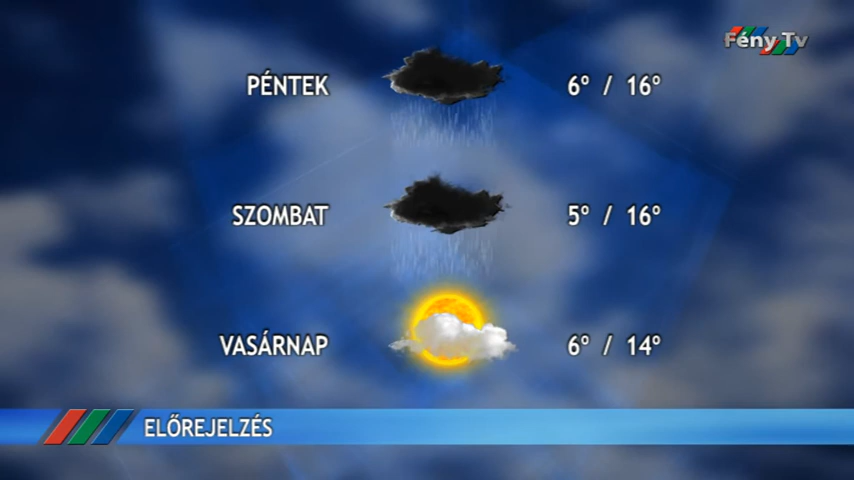 Fény Tv
PÉNTEK 6° / 16°
SZOMBAT 5° / 16°
VASÁRNAP 6° / 14°
ELŐREJELZÉS